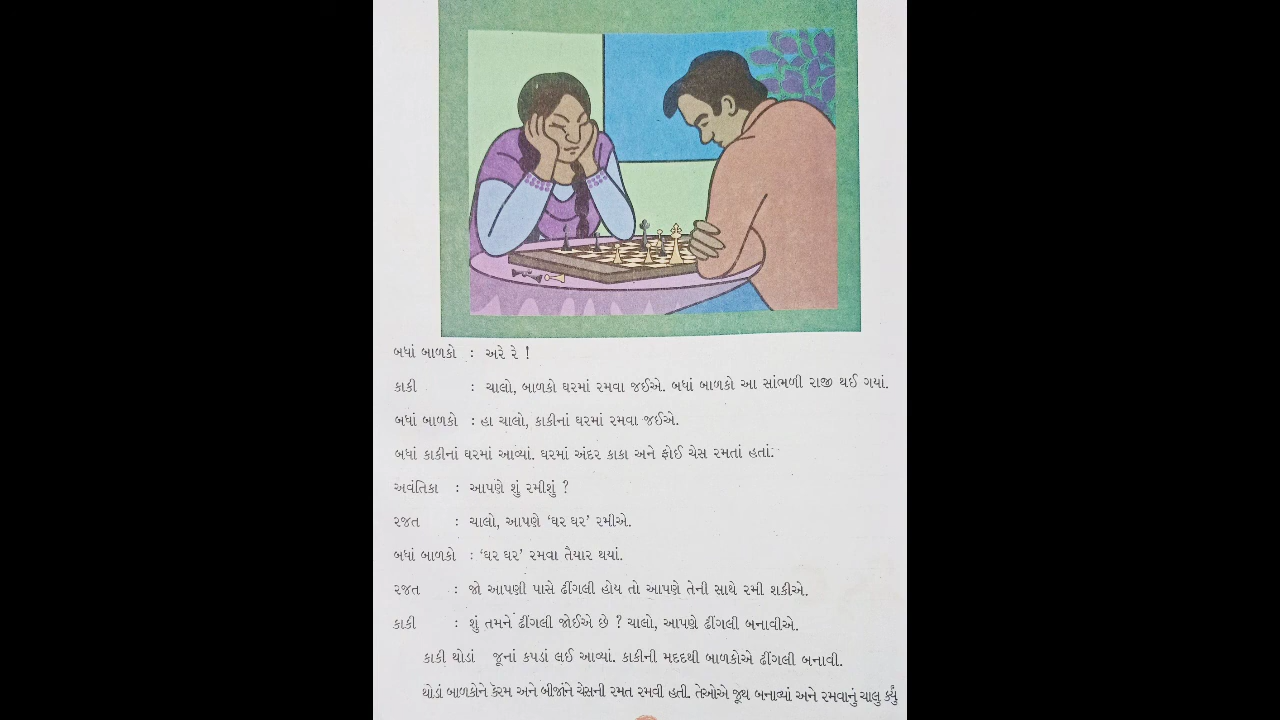 બધાં બાળકો : અરે રે !
કાકી : ચાલો, બાળકો ઘરમાં રમવા જઈએ. બધાં બાળકો આ સાંભળી રાજી થઈ ગયાં.
બધાં બાળકો : હા ચાલો, કાકીનાં ઘરમાં રમવા જઈએ.
બધાં કાકીનાં ઘરમાં આવ્યાં. ઘરમાં અંદર કાકા અને ફોઈ ચેસ રમતાં હતાં.
અવંતિકા : આપણે શું રમીશું ?
રજત : ચાલો, આપણે ‘ઘર ઘર’ રમીએ.
બધાં બાળકો : ‘ઘર ઘર’ રમવા તૈયાર થયાં.
રજત : જો આપણી પાસે ઢીંગલી હોય તો આપણે તેની સાથે રમી શકીએ.
કાકી : શું તમને ઢીંગલી જોઈએ છે ? ચાલો, આપણે ઢીંગલી બનાવીએ.
કાકી થોડાં જૂનાં કપડાં લઈ આવ્યાં. કાકીની મદદથી બાળકોએ ઢીંગલી બનાવી.
થોડાં બાળકોને કૅરમ અને બીજાંને ચેસની રમત રમવી હતી. તેઓએ જૂથ બનાવ્યાં અને રમવાનું ચાલુ કર્યું